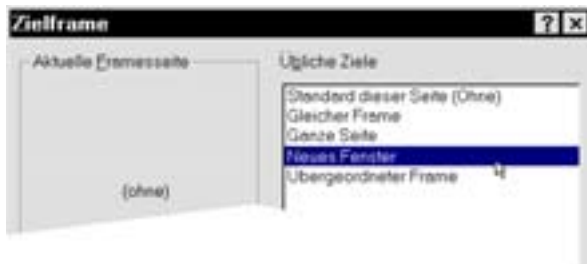 Zielframe
Aktuelle Framesseite
(ohne)
Übliche Ziele
Standard dieser Seite (Ohne)
Gleicher Frame
Ganze Seite
Neues Fenster
Übergeordneter Frame